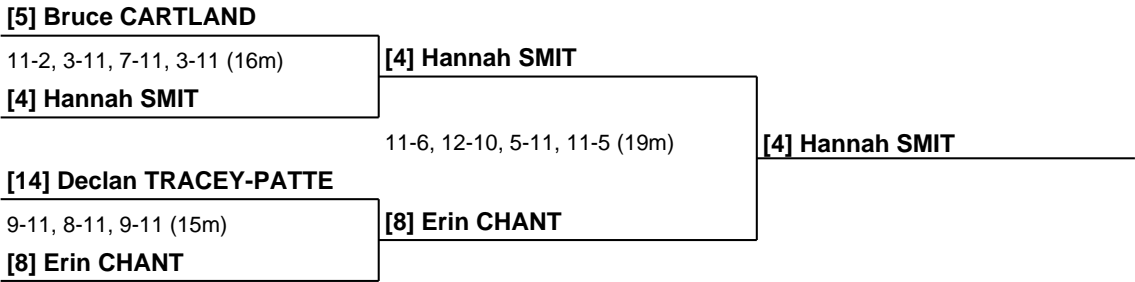 [5] Bruce CARTLAND
11-2, 3-11, 7-11, 3-11 (16m)
[4] Hannah SMIT
[4] Hannah SMIT
11-6, 12-10, 5-11, 11-5 (19m)
[4] Hannah SMIT
[14] Declan TRACEY-PATTE
9-11, 8-11, 9-11 (15m)
[8] Erin CHANT
[8] Erin CHANT